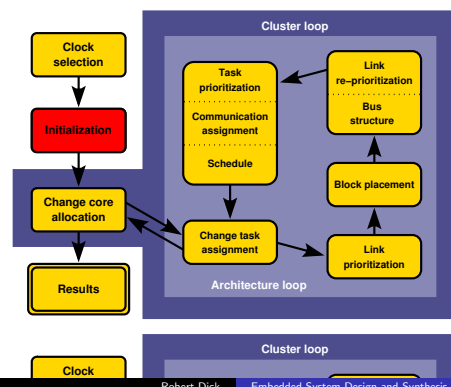 Cluster loop
Clock
selection
Initialization
Change core
allocation
Results
Task
prioritization
Communication
assignment
Schedule
Change task
assignment
Link
re-prioritization
Bus
structure
Block placement
Link
prioritization
Architecture loop
Cluster loop
Clock
Robert Dick
Embedded System Design and Synthesis